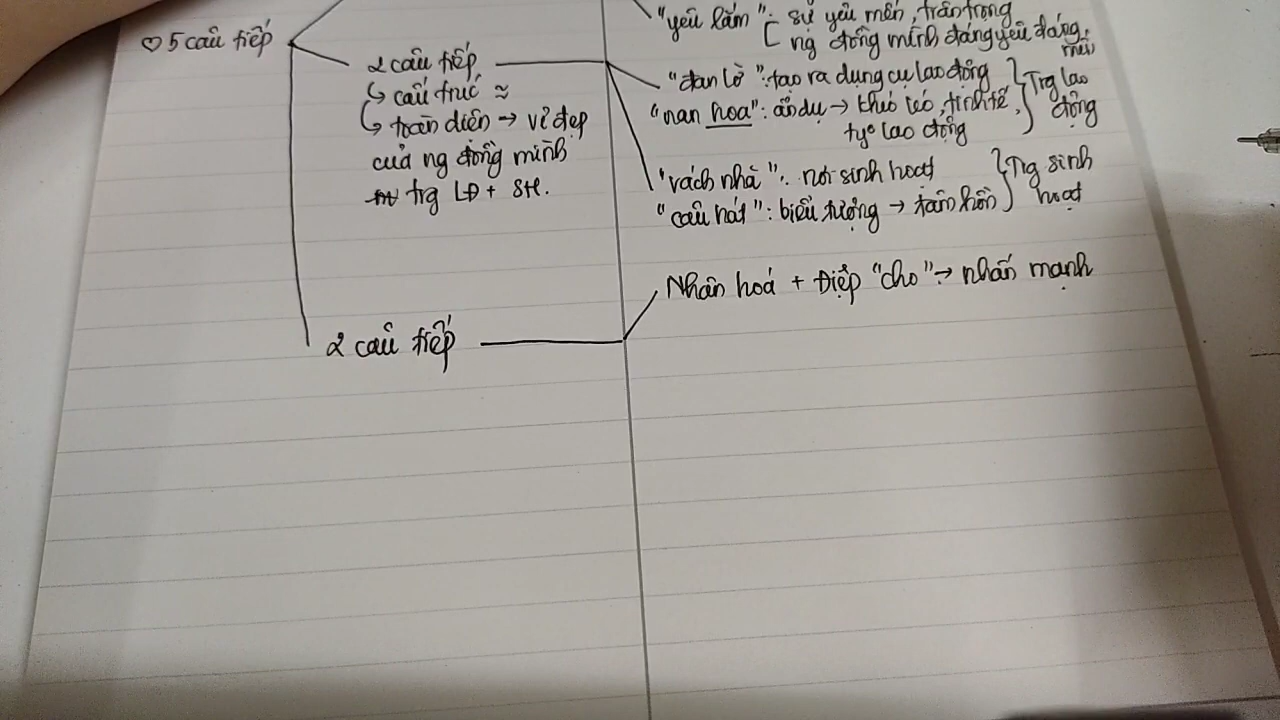 "yêu lắm": sự yêu mến, trân trọng
ng đồng mình đáng yêu đáng mến
♡ 5 câu tiếp
2 câu tiếp
↳ cấu trúc ≈
↳ toàn diện → vẻ đẹp
của ng đồng mình
trg LĐ + SH.
"đan lờ": tạo ra dụng cụ lao động
"nan hoa": ẩn dụ → khéo léo, tinh tế,
lao động
} Trg lao
động
"vách nhà": nơi sinh hoạt
"câu hát": biểu tượng → tâm hồn
} Trg sinh
hoạt
2 câu tiếp
Nhân hoá + Điệp "cho" → nhấn mạnh